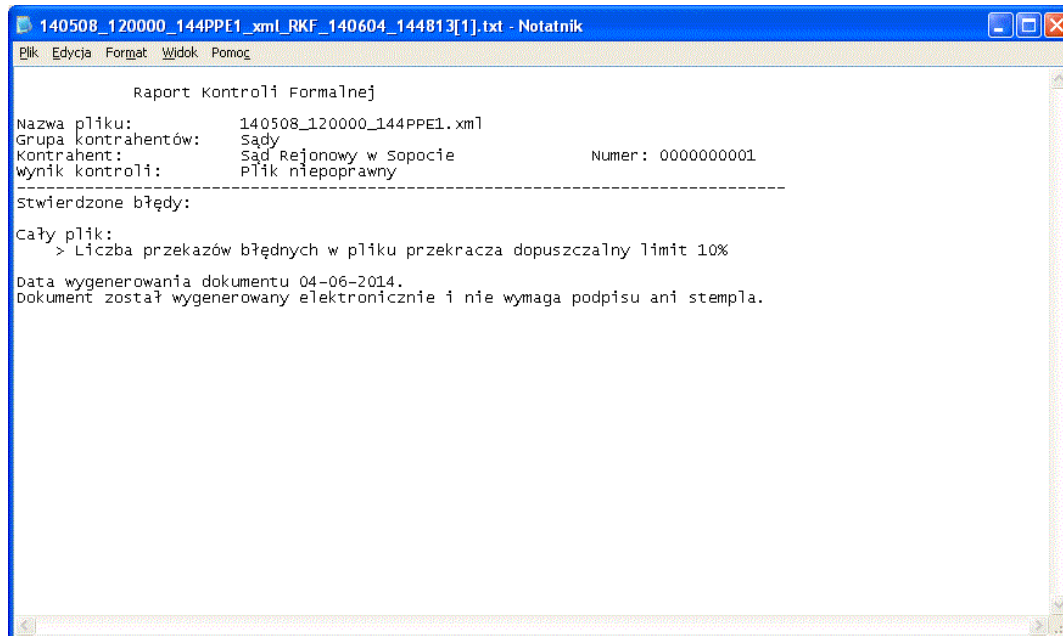 140508_120000_144PPE1_xml_RKF_140604_144813[1].txt - Notatnik
Plik Edycja Format Widok Pomoc
Raport Kontroli Formalnej
Nazwa pliku: 140508_120000_144PPE1.xml
Grupa kontrahentów: Sądy
Kontrahent: Sąd Rejonowy w Sopocie Numer: 0000000001
Wynik kontroli: Plik niepoprawny
--------------------------------------------------------------------------------
Stwierdzone błędy:
Cały plik:
> Liczba przekazów błędnych w pliku przekracza dopuszczalny limit 10%
Data wygenerowania dokumentu 04-06-2014.
Dokument został wygenerowany elektronicznie i nie wymaga podpisu ani stempla.